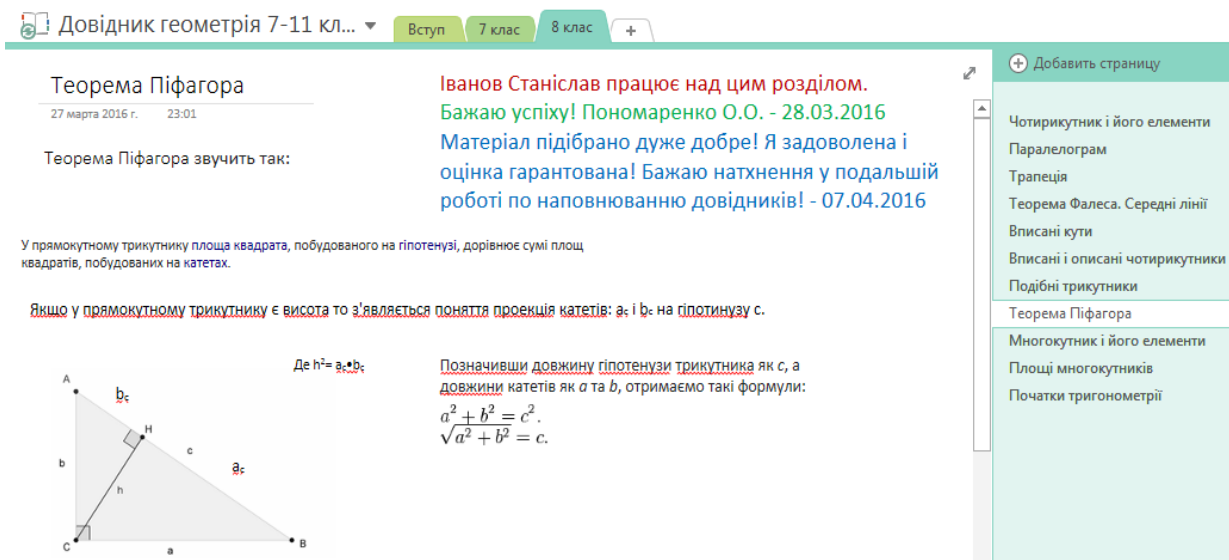 Довідник геометрія 7-11 кл...
Вступ
7 клас
8 клас
+
Теорема Піфагора
27 марта 2016 г. 23:01
Теорема Піфагора звучить так:
Іванов Станіслав працює над цим розділом.
Бажаю успіху! Пономаренко О.О. - 28.03.2016
Матеріал підібрано дуже добре! Я задоволена і
оцінка гарантована! Бажаю натхнення у подальшій
роботі по наповнюванню довідників! - 07.04.2016
У прямокутному трикутнику площа квадрата, побудованого на гіпотенузі, дорівнює сумі площ
квадратів, побудованих на катетах.
Якщо у прямокутному трикутнику є висота то з'являється поняття проекція катетів: a꜀ і b꜀ на гіпотинузу c.
Де h²= a꜀•b꜀
Позначивши довжину гіпотенузи трикутника як c, а
довжини катетів як a та b, отримаємо такі формули:
a² + b² = c².
√(a² + b²) = c.
A
b꜀
H
c
b
a꜀
h
C
a
B
Добавить страницу
Чотирикутник і його елементи
Паралелограм
Трапеція
Теорема Фалеса. Середні лінії
Вписані кути
Вписані і описані чотирикутники
Подібні трикутники
Теорема Піфагора
Многокутник і його елементи
Площі многокутників
Початки тригонометрії